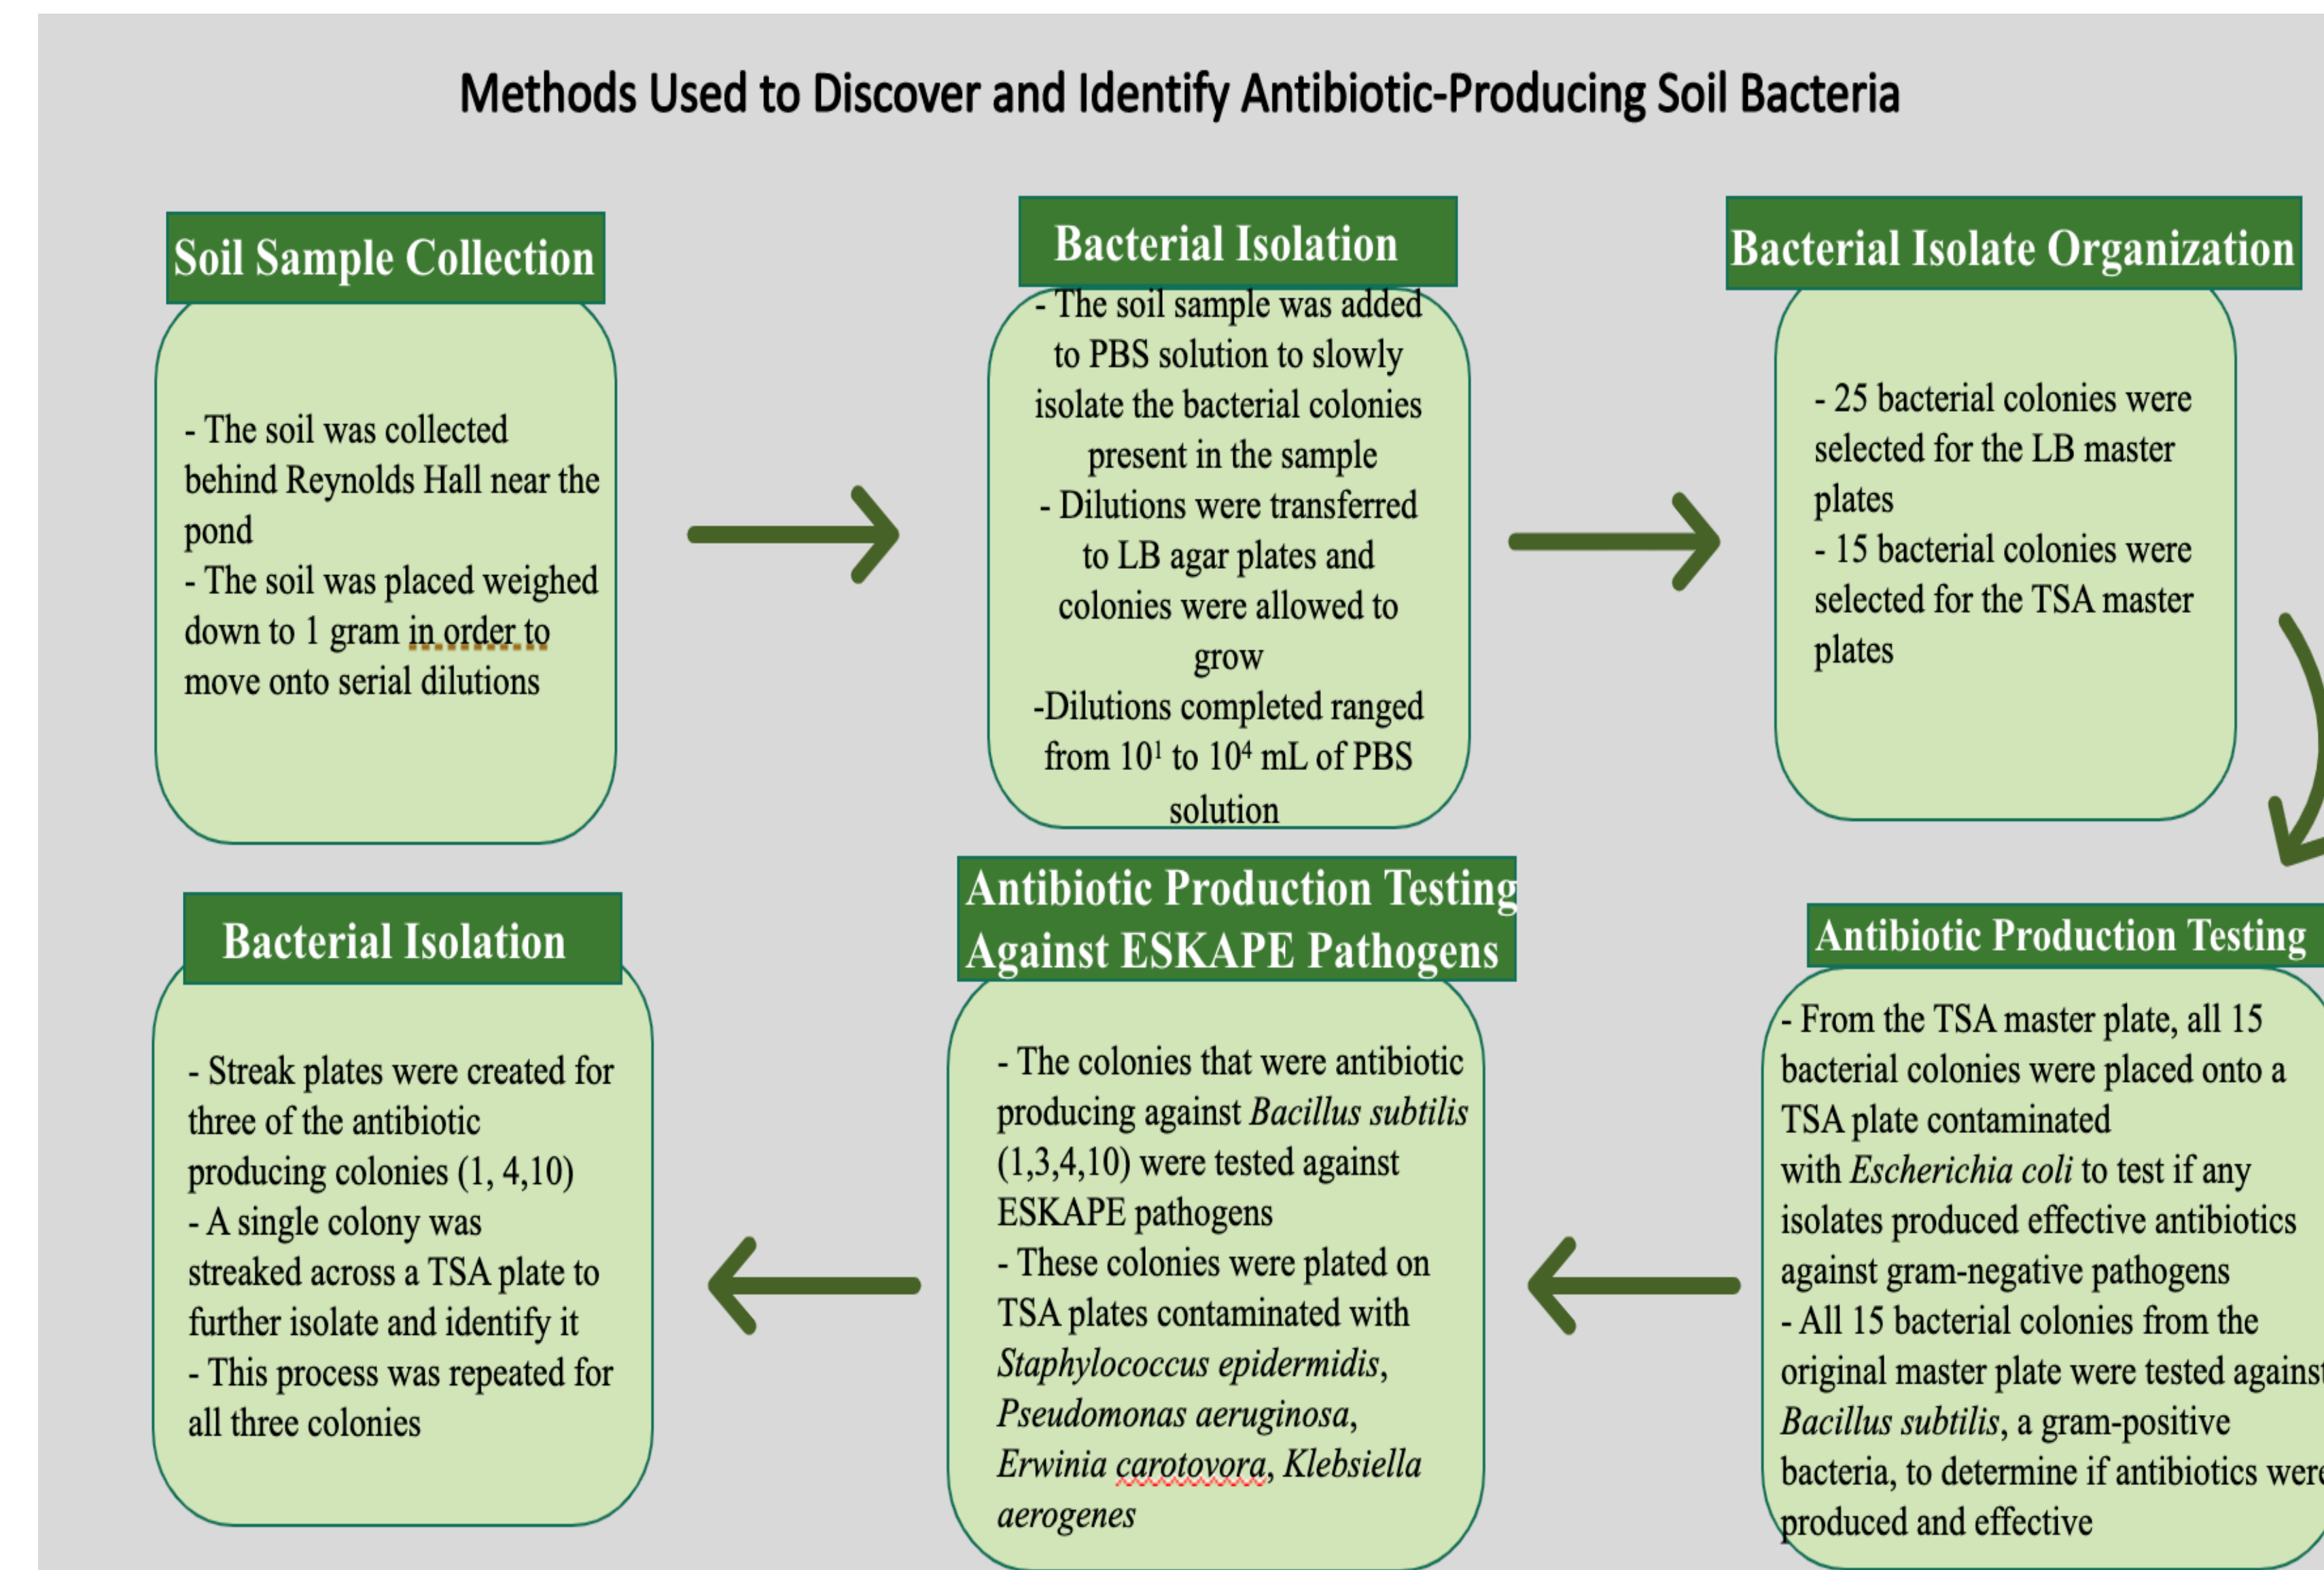 Methods Used to Discover and Identify Antibiotic-Producing Soil Bacteria
Soil Sample Collection
- The soil was collected
behind Reynolds Hall near the
pond
- The soil was placed weighed
down to 1 gram in order to
move onto serial dilutions
Bacterial Isolation
- The soil sample was added
to PBS solution to slowly
isolate the bacterial colonies
present in the sample
- Dilutions were transferred
to LB agar plates and
colonies were allowed to
grow
-Dilutions completed ranged
from 10¹ to 10⁴ mL of PBS
solution
Bacterial Isolate Organization
- 25 bacterial colonies were
selected for the LB master
plates
- 15 bacterial colonies were
selected for the TSA master
plates
Antibiotic Production Testing
- From the TSA master plate, all 15
bacterial colonies were placed onto a
TSA plate contaminated
with Escherichia coli to test if any
isolates produced effective antibiotics
against gram-negative pathogens
- All 15 bacterial colonies from the
original master plate were tested against
Bacillus subtilis, a gram-positive
bacteria, to determine if antibiotics were
produced and effective
Antibiotic Production Testing
Against ESKAPE Pathogens
- The colonies that were antibiotic
producing against Bacillus subtilis
(1,3,4,10) were tested against
ESKAPE pathogens
- These colonies were plated on
TSA plates contaminated with
Staphylococcus epidermidis,
Pseudomonas aeruginosa,
Erwinia carotovora, Klebsiella
aerogenes
Bacterial Isolation
- Streak plates were created for
three of the antibiotic
producing colonies (1, 4,10)
- A single colony was
streaked across a TSA plate to
further isolate and identify it
- This process was repeated for
all three colonies